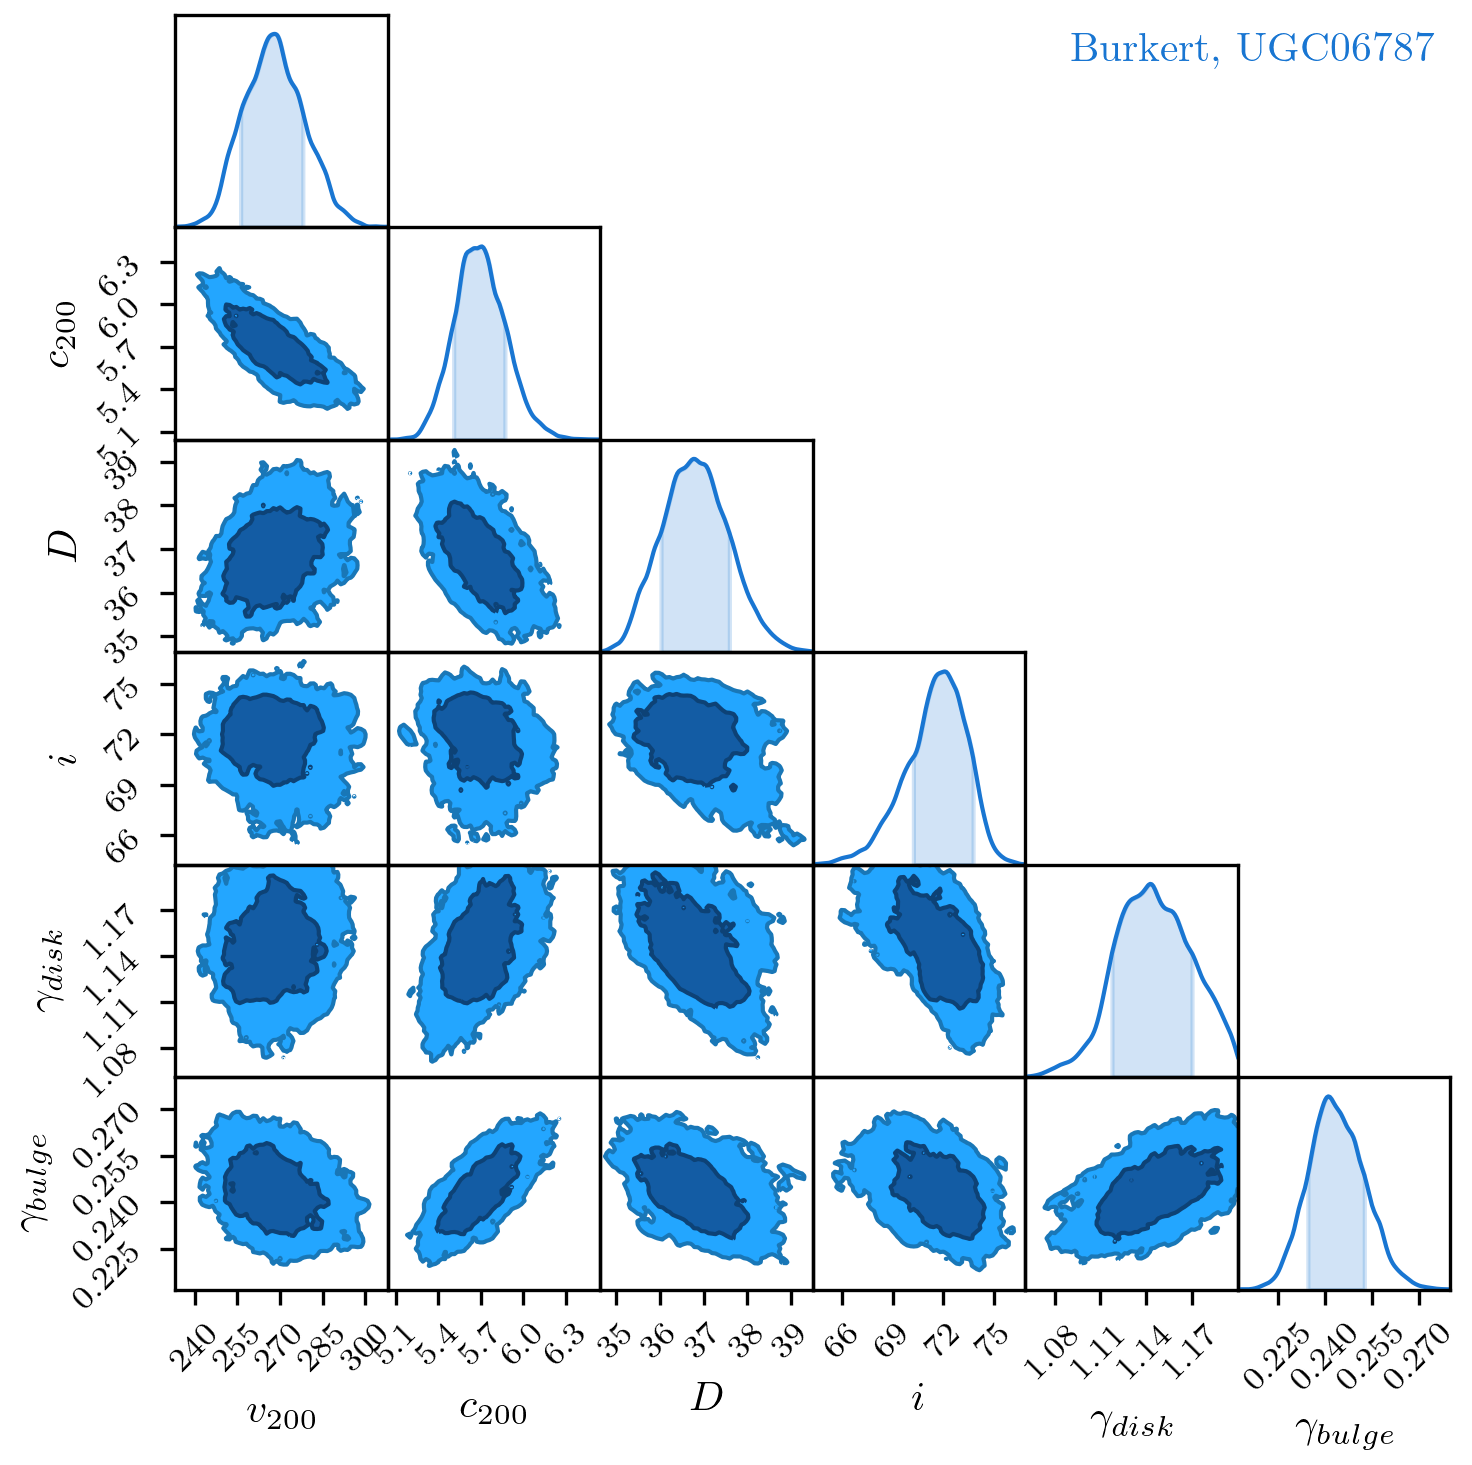 Burkert, UGC06787
c200
6.3
6.0
5.7
5.4
5.1
D
39
38
37
36
35
i
75
72
69
66
γdisk
1.17
1.14
1.11
1.08
γbulge
0.270
0.255
0.240
0.225
240 255 270 285 300 5.1 5.4 5.7 6.0 6.3 35 36 37 38 39 66 69 72 75 1.08 1.11 1.14 1.17 0.225 0.240 0.255 0.270
v200 c200 D i γdisk γbulge